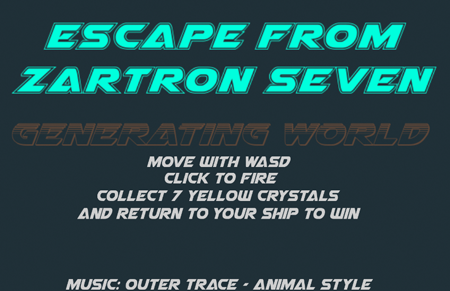 ESCAPE FROM
ZARTRON SEVEN
GENERATING WORLD
MOVE WITH WASD
CLICK TO FIRE
COLLECT 7 YELLOW CRYSTALS
AND RETURN TO YOUR SHIP TO WIN
MUSIC: OUTER TRACE - ANIMAL STYLE